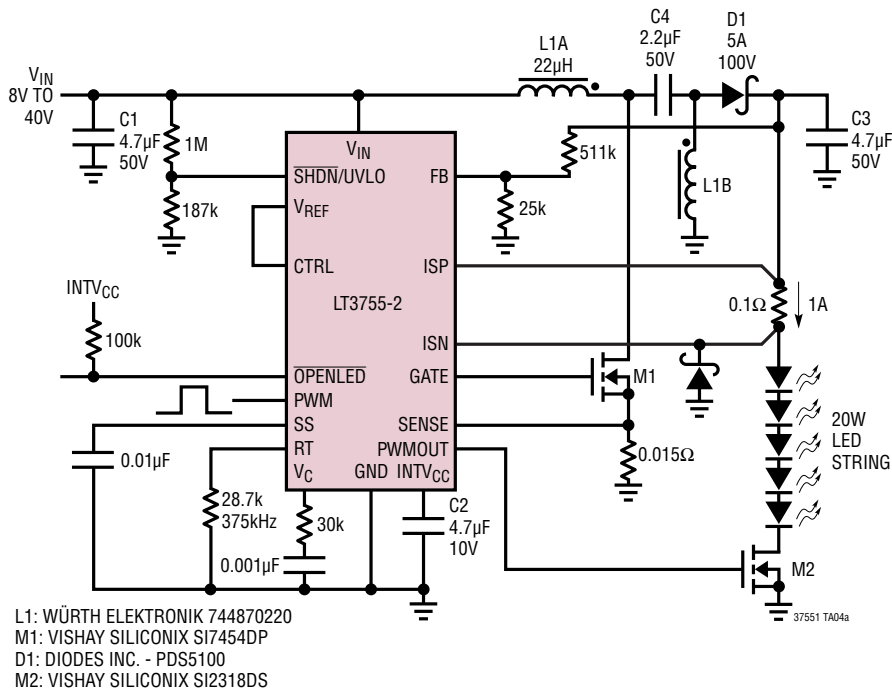 C4
2.2µF
50V
D1
5A
100V
L1A
22µH
VIN
8V TO
40V
C1
4.7µF
50V
1M
187k
VIN
SHDN/UVLO
VREF
CTRL
LT3755-2
FB
511k
25k
L1B
C3
4.7µF
50V
ISP
0.1Ω
1A
INTVCC
100k
ISN
OPENLED
PWM
SS
RT
VC
GATE
M1
SENSE
PWMOUT
GND
INTVCC
0.015Ω
20W
LED
STRING
0.01µF
28.7k
375kHz
30k
0.001µF
C2
4.7µF
10V
M2
37551 TA04a
L1: WÜRTH ELEKTRONIK 744870220
M1: VISHAY SILICONIX SI7454DP
D1: DIODES INC. - PDS5100
M2: VISHAY SILICONIX SI2318DS